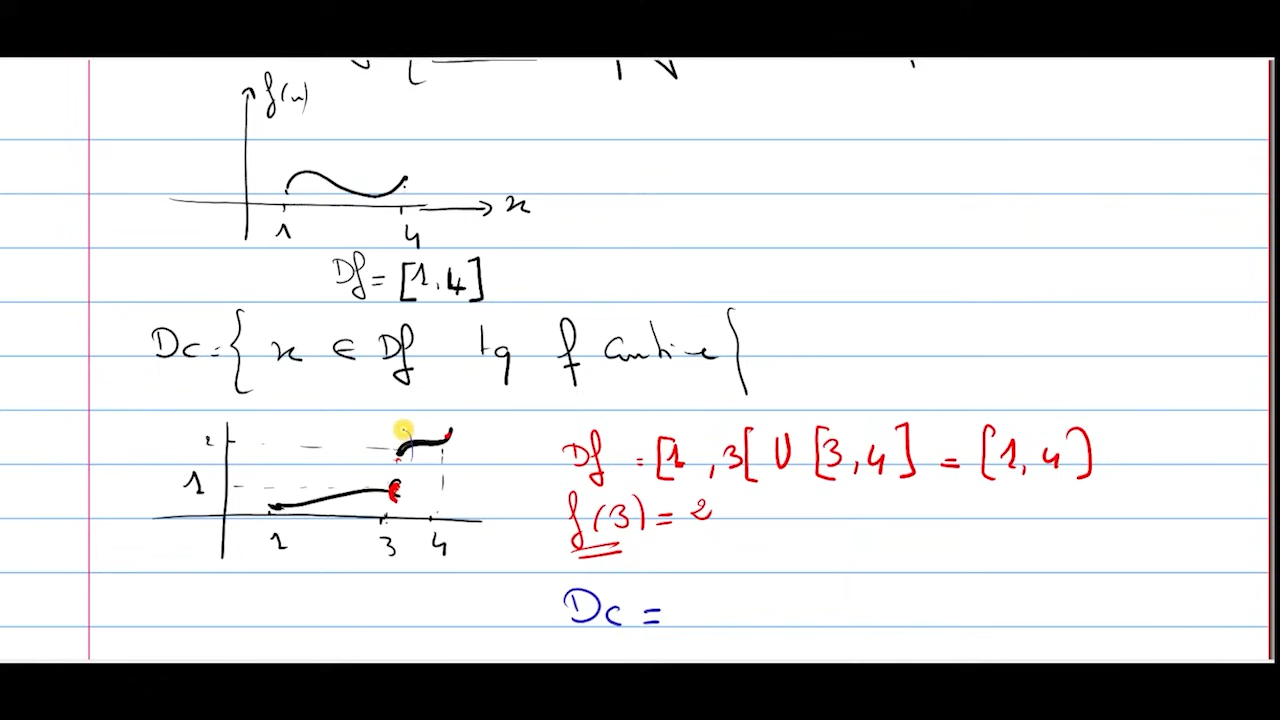 f(x)
x
1 4
Df = [1,4]
Dc = { x ∈ Df tq f continue }
2
1
1 3 4
Df = [1 ,3[ U [3,4] = [1,4]
f(3) = 2
Dc =